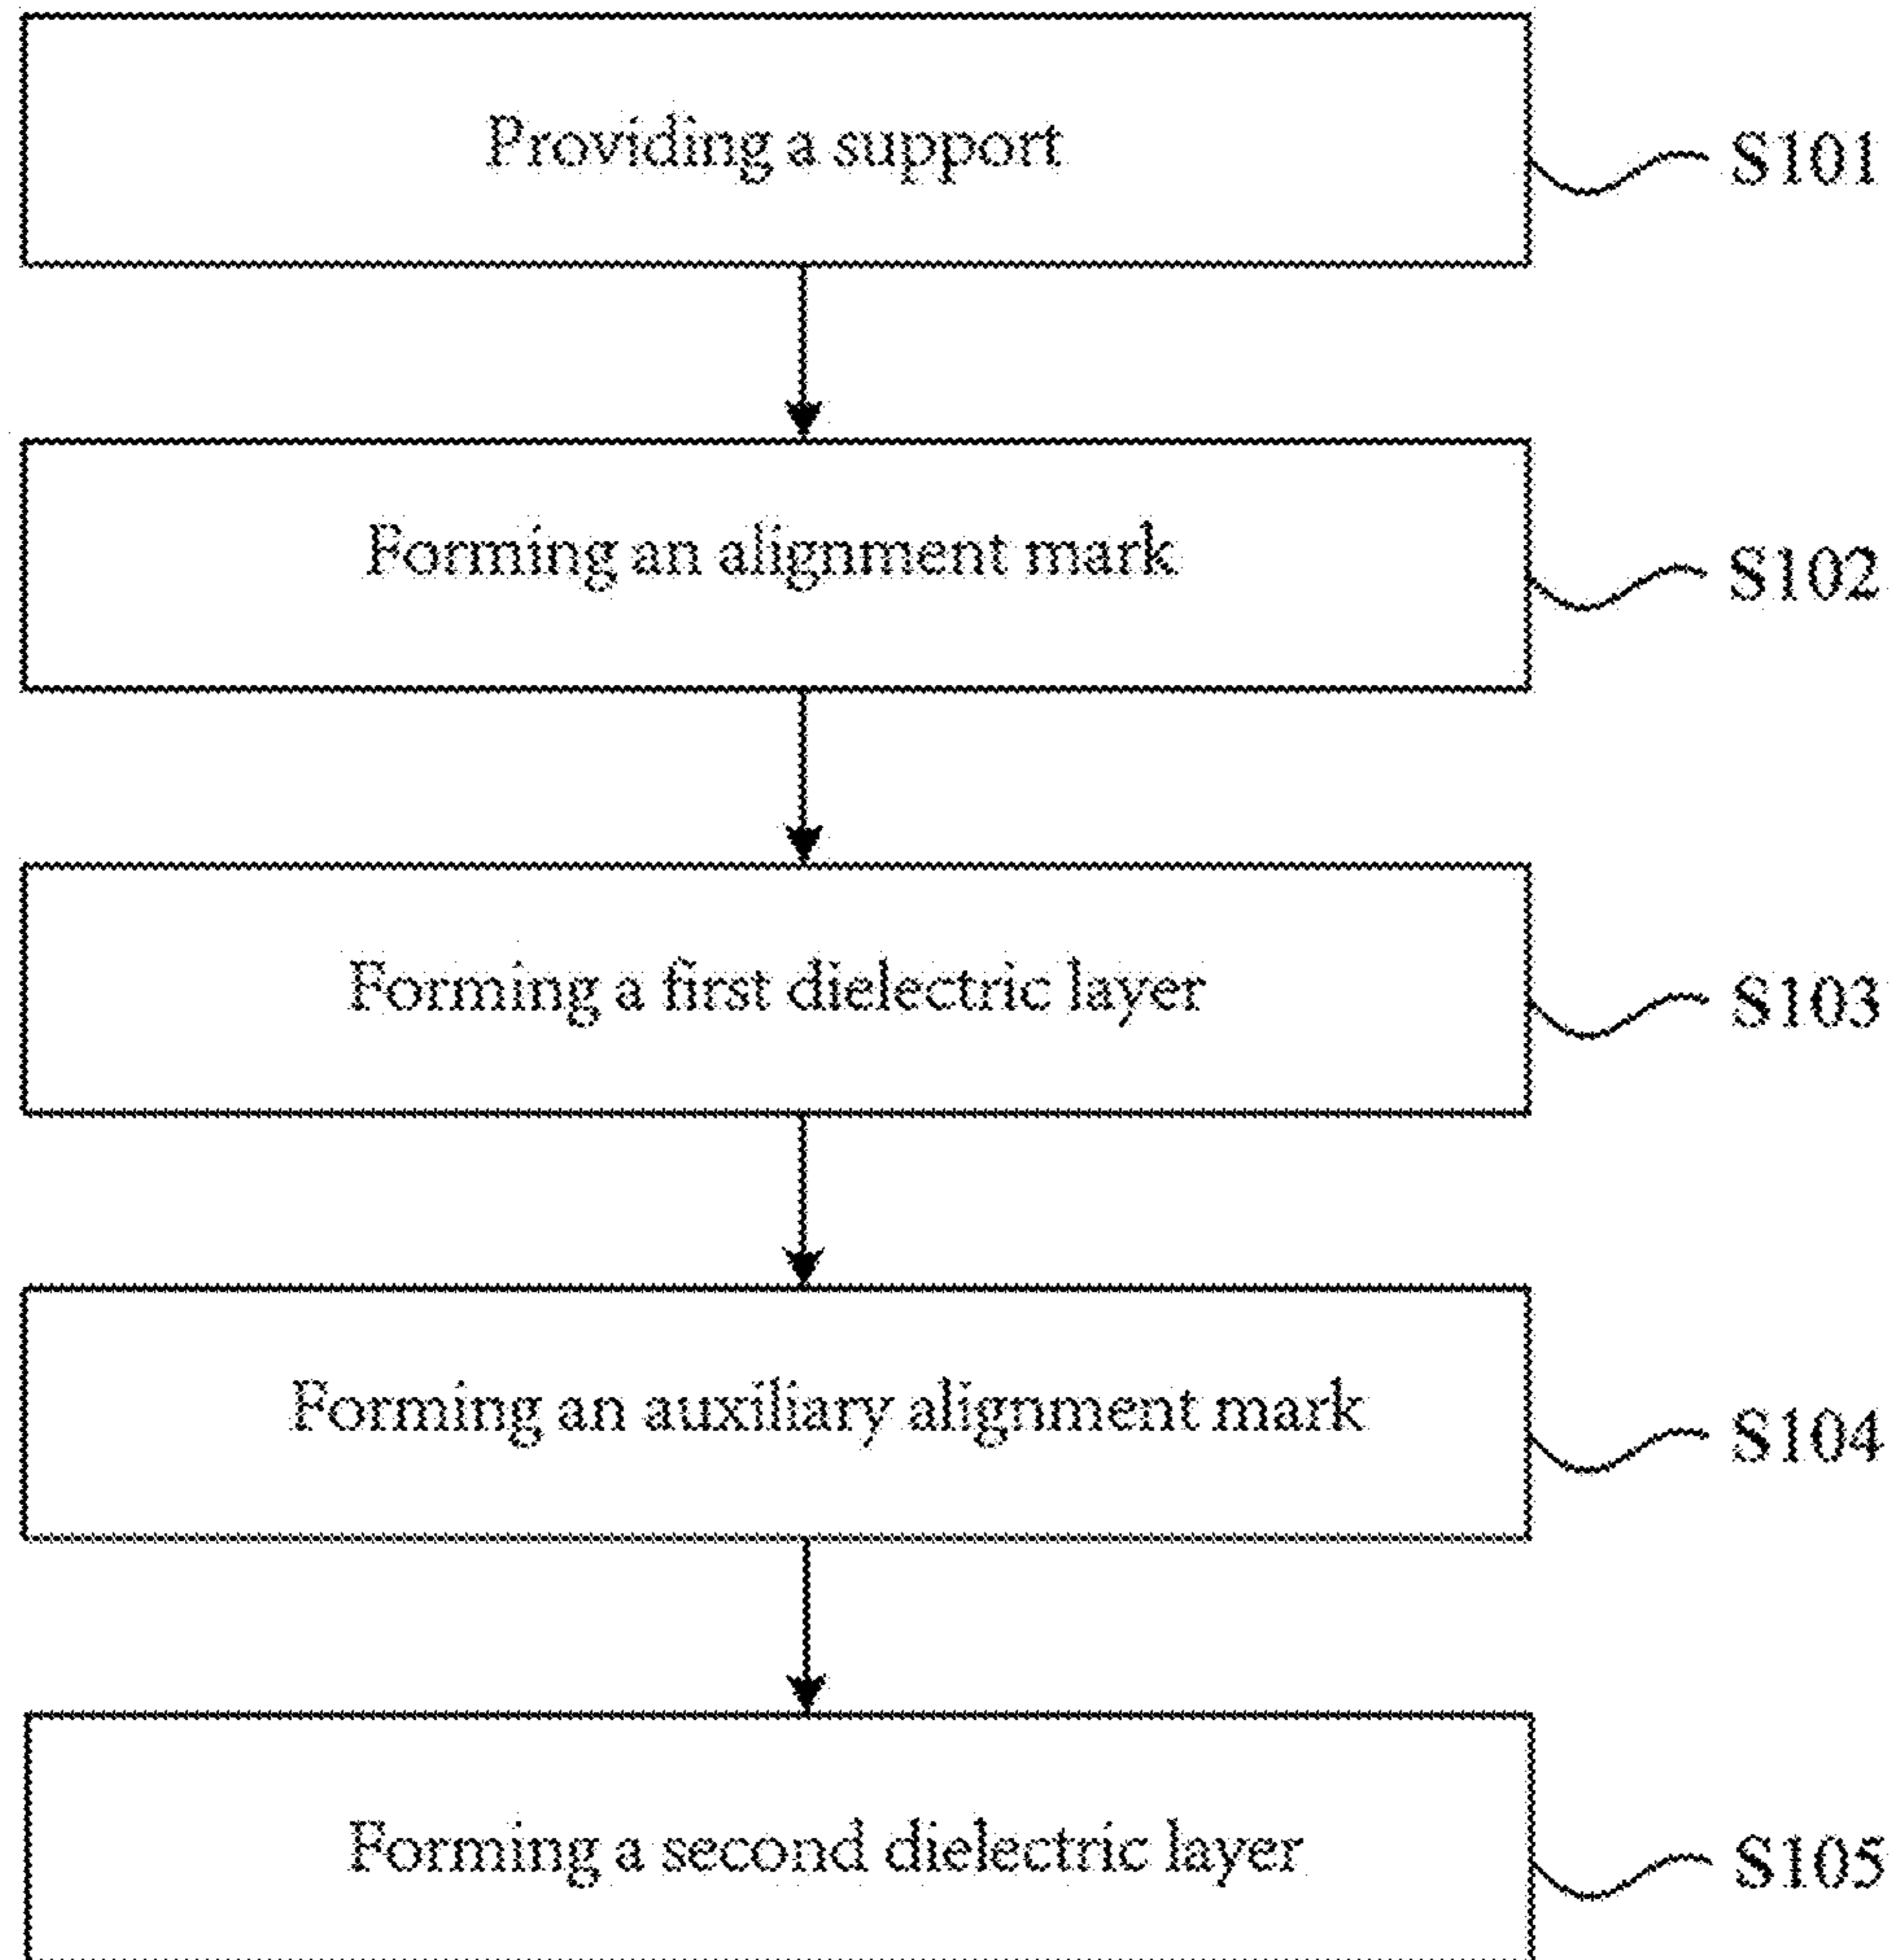 Providing a support
S101
Forming an alignment mark
S102
Forming a first dielectric layer
S103
Forming an auxiliary alignment mark
S104
Forming a second dielectric layer
S105